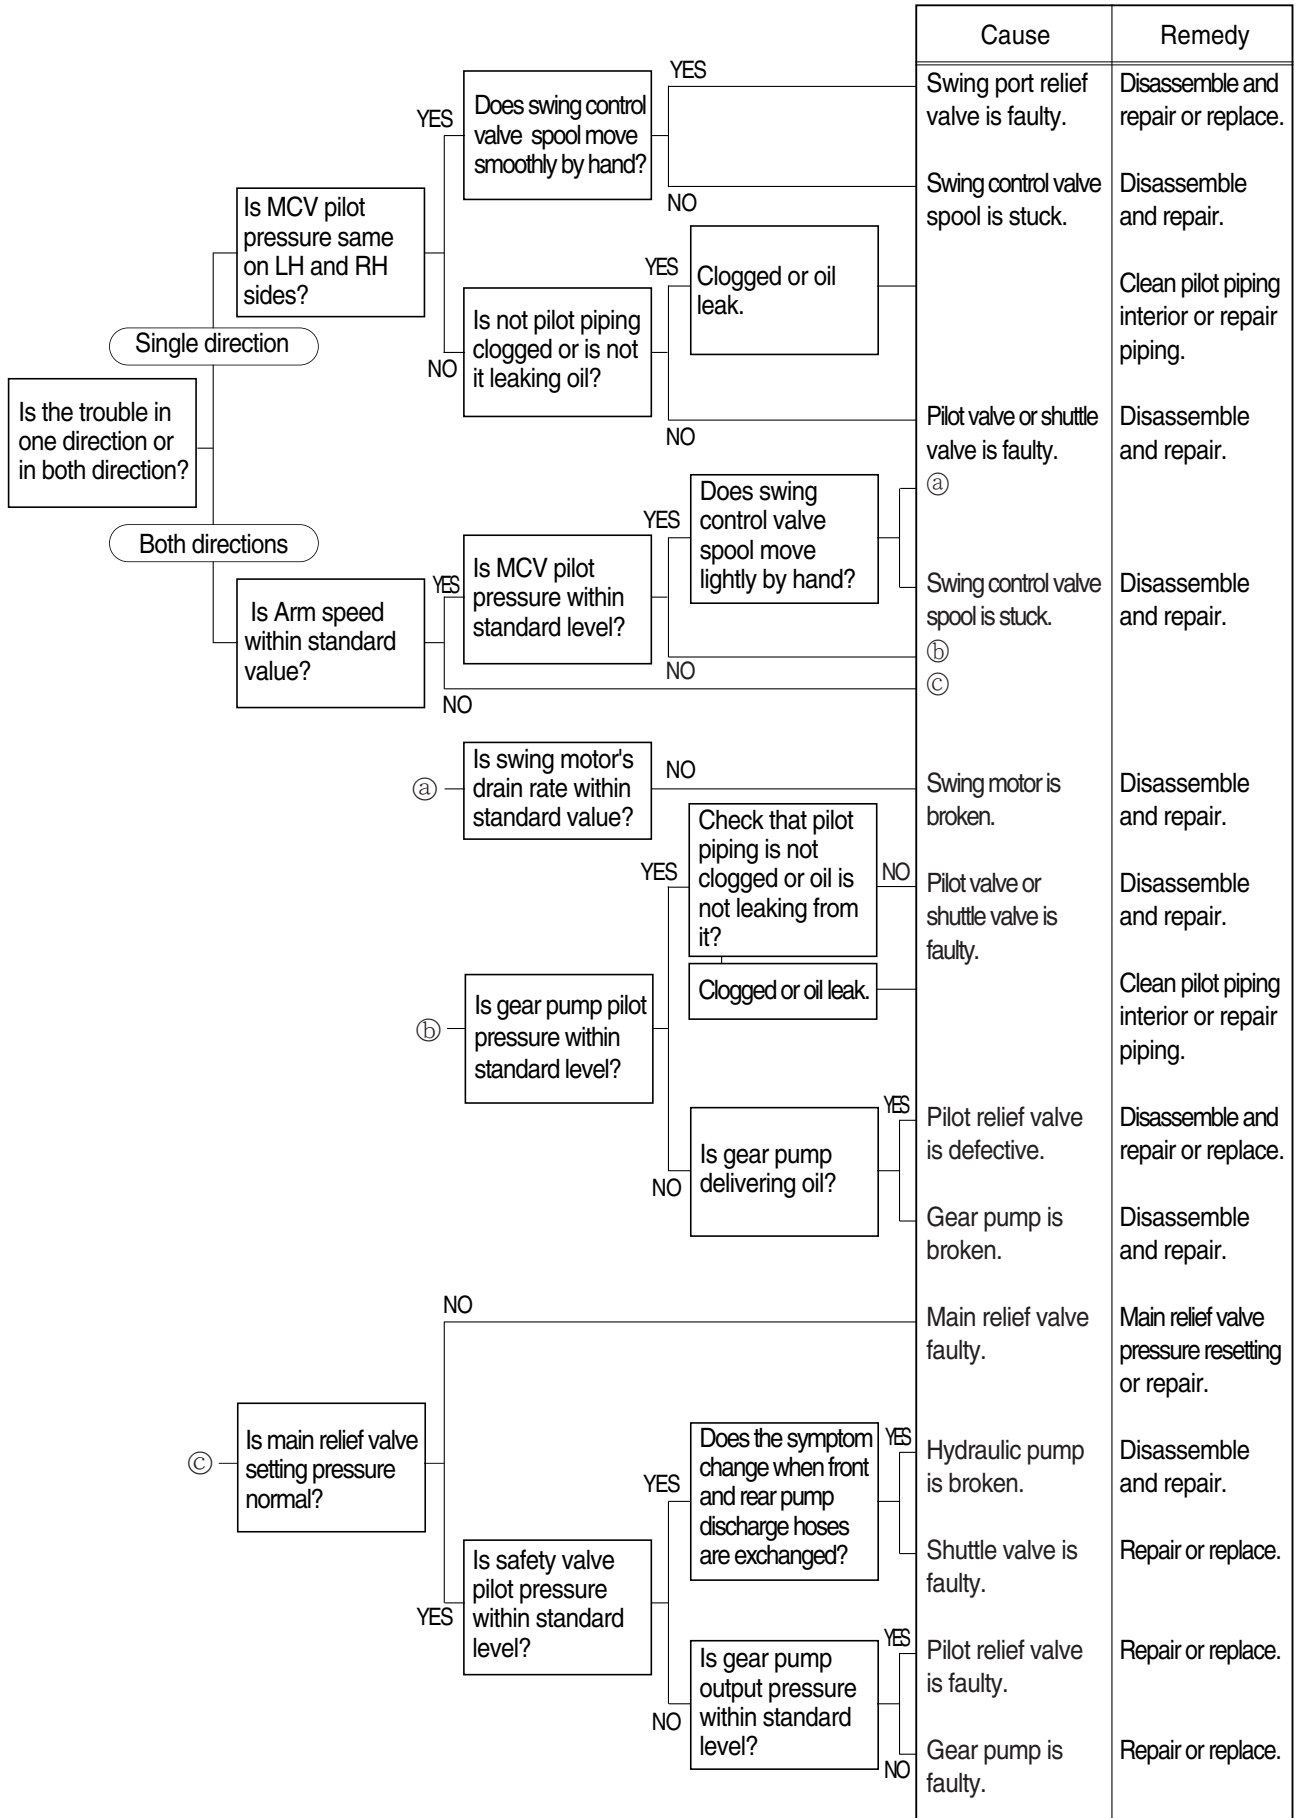 Cause
Remedy
YES
Does swing control
valve spool move
smoothly by hand?
YES
Swing port relief
valve is faulty.
Disassemble and
repair or replace.
NO
Swing control valve
spool is stuck.
Disassemble
and repair.
Is MCV pilot
pressure same
on LH and RH
sides?
Single direction
NO
Is not pilot piping
clogged or is not
it leaking oil?
YES
Clogged or oil
leak.
Clean pilot piping
interior or repair
piping.
NO
Pilot valve or shuttle
valve is faulty.
Disassemble
and repair.
Is the trouble in
one direction or
in both direction?
Both directions
Is Arm speed
within standard
value?
YES
Is MCV pilot
pressure within
standard level?
YES
Does swing
control valve
spool move
lightly by hand?
ⓐ
Swing control valve
spool is stuck.
Disassemble
and repair.
NO
ⓑ
NO
ⓒ
ⓐ
Is swing motor's
drain rate within
standard value?
NO
Swing motor is
broken.
Disassemble
and repair.
ⓑ
Is gear pump pilot
pressure within
standard level?
YES
Check that pilot
piping is not
clogged or oil is
not leaking from
it?
NO
Pilot valve or
shuttle valve is
faulty.
Disassemble
and repair.
Clogged or oil leak.
Clean pilot piping
interior or repair
piping.
NO
Is gear pump
delivering oil?
YES
Pilot relief valve
is defective.
Disassemble and
repair or replace.
Gear pump is
broken.
Disassemble
and repair.
ⓒ
Is main relief valve
setting pressure
normal?
NO
Main relief valve
faulty.
Main relief valve
pressure resetting
or repair.
YES
Is safety valve
pilot pressure
within standard
level?
YES
Does the symptom
change when front
and rear pump
discharge hoses
are exchanged?
YES
Hydraulic pump
is broken.
Disassemble
and repair.
Shuttle valve is
faulty.
Repair or replace.
NO
Is gear pump
output pressure
within standard
level?
YES
Pilot relief valve
is faulty.
Repair or replace.
NO
Gear pump is
faulty.
Repair or replace.